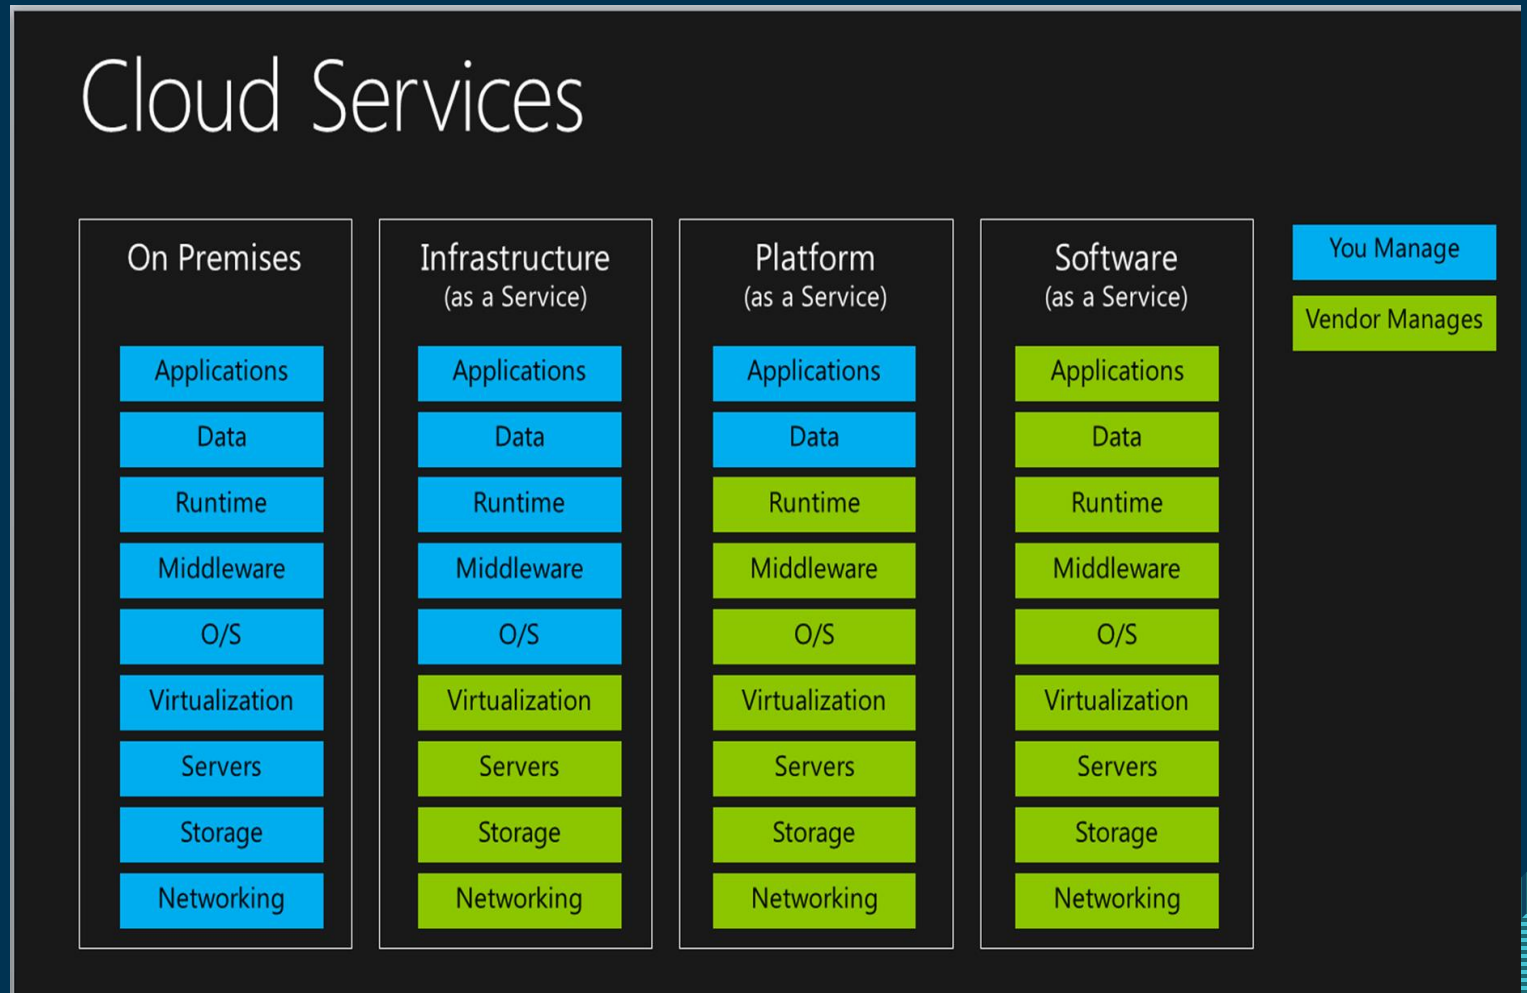 Cloud Services
On Premises
Applications
Data
Runtime
Middleware
O/S
Virtualization
Servers
Storage
Networking
Infrastructure
(as a Service)
Applications
Data
Runtime
Middleware
O/S
Virtualization
Servers
Storage
Networking
Platform
(as a Service)
Applications
Data
Runtime
Middleware
O/S
Virtualization
Servers
Storage
Networking
Software
(as a Service)
Applications
Data
Runtime
Middleware
O/S
Virtualization
Servers
Storage
Networking
You Manage
Vendor Manages